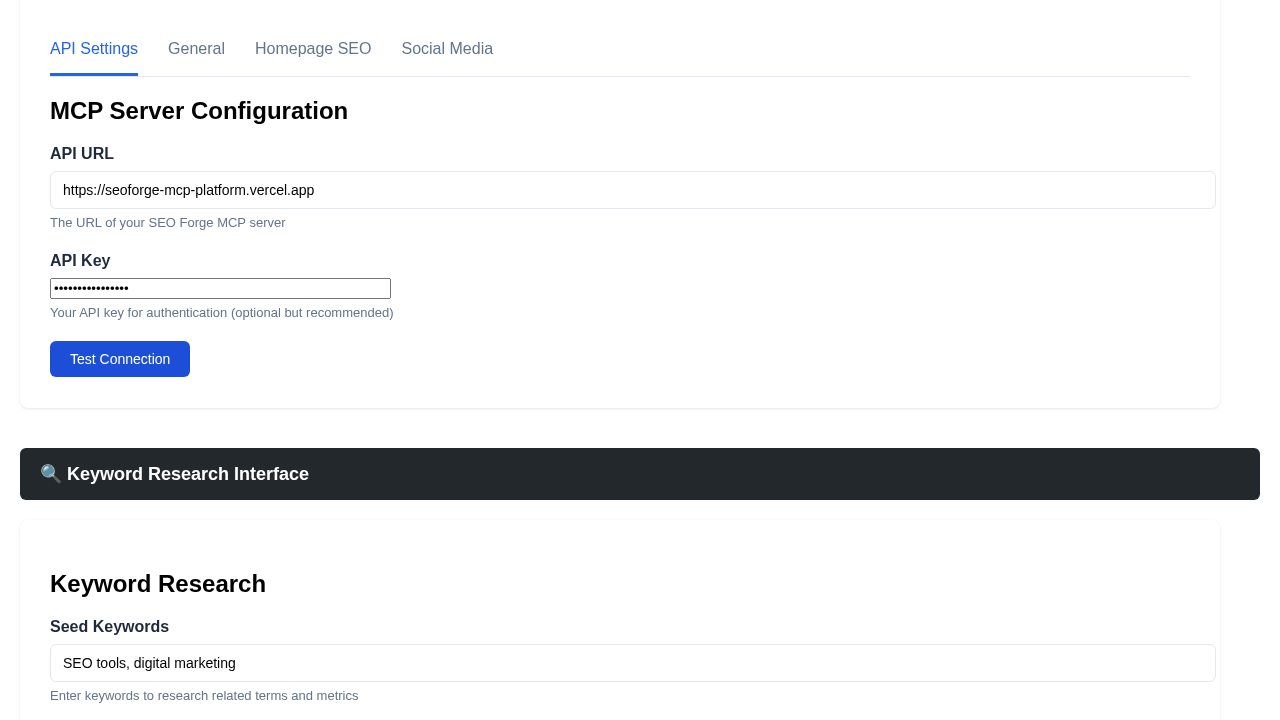 API Settings General Homepage SEO Social Media
MCP Server Configuration
API URL
https://seoforge-mcp-platform.vercel.app
The URL of your SEO Forge MCP server
API Key
••••••••••••••••
Your API key for authentication (optional but recommended)
Test Connection
🔍 Keyword Research Interface
Keyword Research
Seed Keywords
SEO tools, digital marketing
Enter keywords to research related terms and metrics